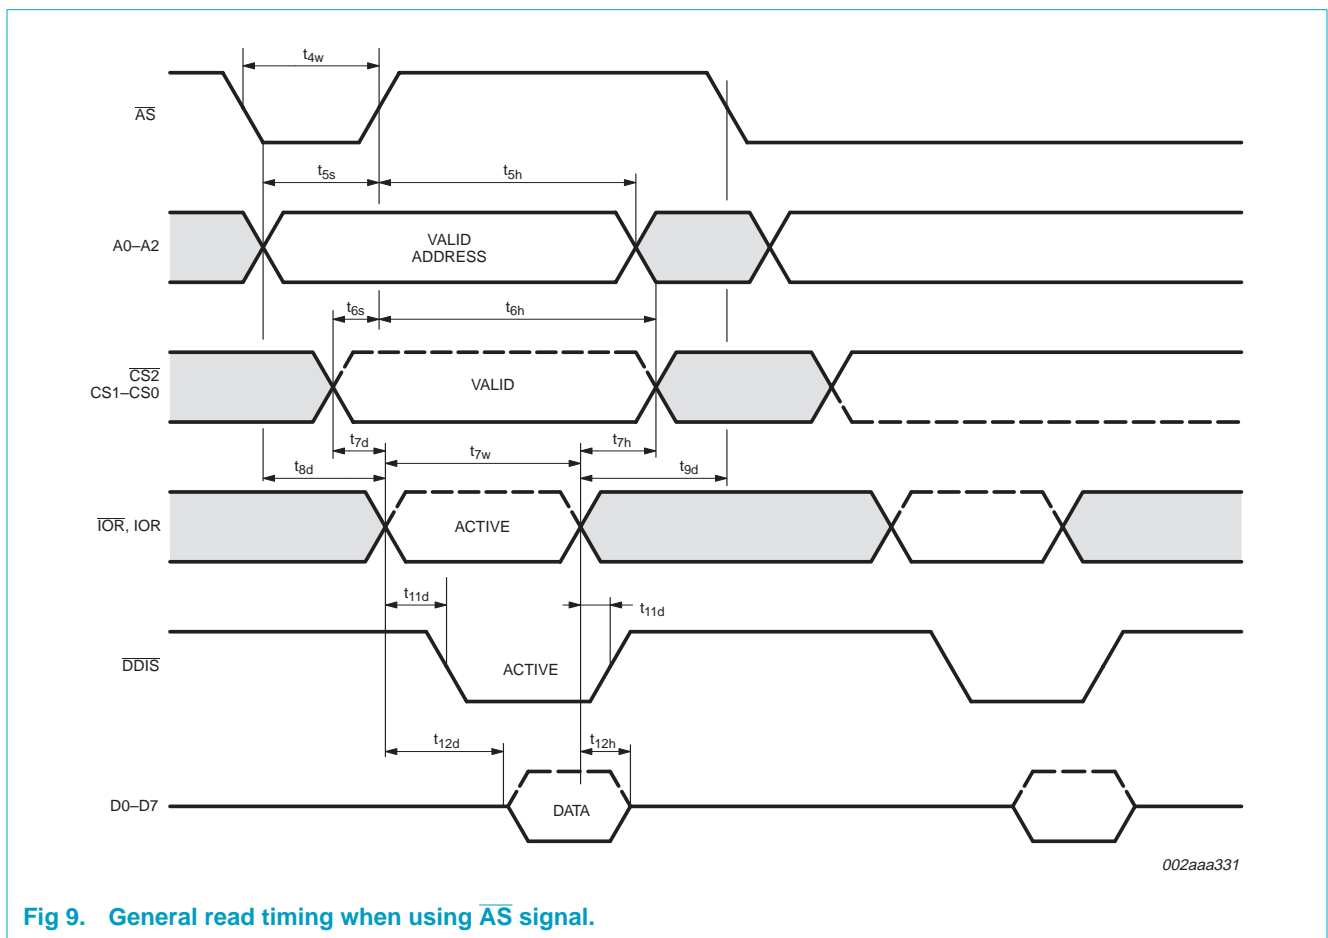 t4w
AS
t5s
t5h
A0–A2
VALID
ADDRESS
t6s
t6h
CS2
CS1–CS0
VALID
t7d
t7w
t7h
t8d
t9d
IOR, IOR
ACTIVE
t11d
t11d
DDIS
ACTIVE
t12d
t12h
D0–D7
DATA
002aaa331
Fig 9. General read timing when using AS signal.